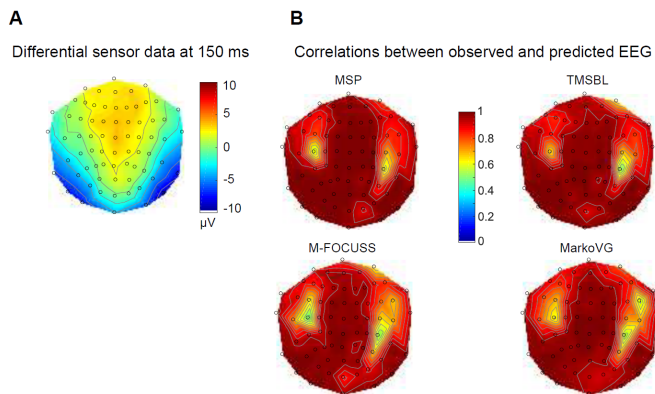 A
B
Differential sensor data at 150 ms
Correlations between observed and predicted EEG
MSP
TMSBL
10
5
0
-5
-10
µV
1
0.8
0.6
0.4
0.2
0
M-FOCUSS
MarkoVG